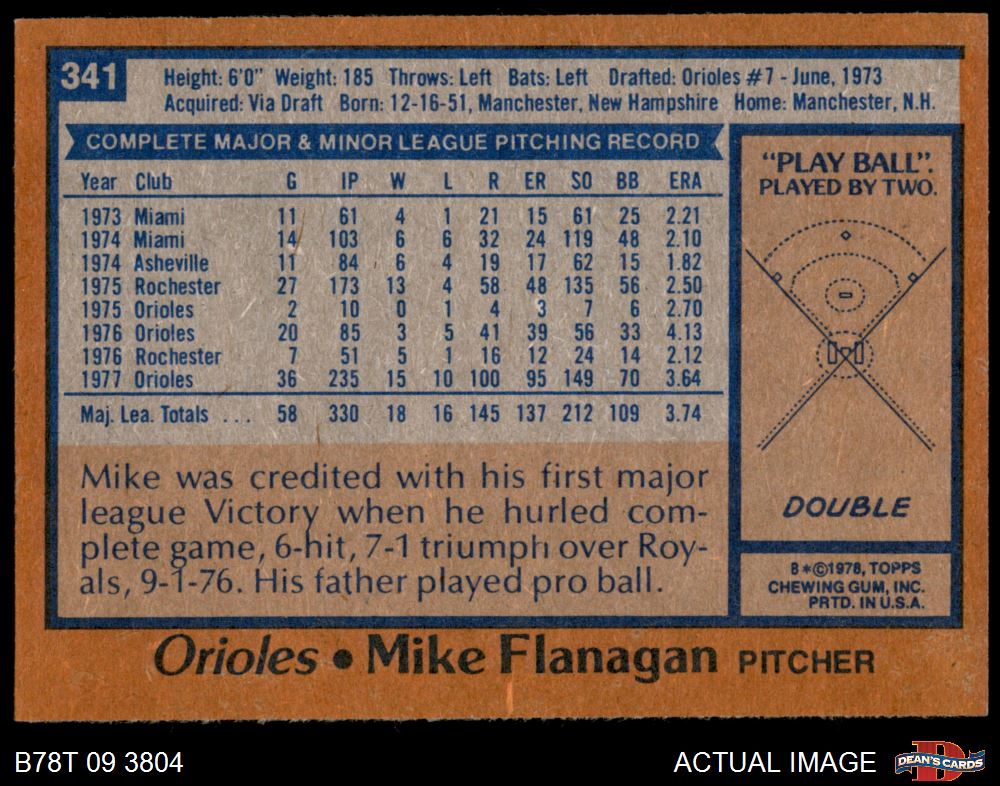 341
Height: 6'0" Weight: 185 Throws: Left Bats: Left Drafted: Orioles #7 - June, 1973
Acquired: Via Draft Born: 12-16-51, Manchester, New Hampshire Home: Manchester, N.H.
COMPLETE MAJOR & MINOR LEAGUE PITCHING RECORD
Year Club G IP W L R ER SO BB ERA
1973 Miami 11 61 4 1 21 15 61 25 2.21
1974 Miami 14 103 6 6 32 24 119 48 2.10
1974 Asheville 11 84 6 4 19 17 62 15 1.82
1975 Rochester 27 173 13 4 58 48 135 56 2.50
1975 Orioles 2 10 0 1 4 3 7 6 2.70
1976 Orioles 20 85 3 5 41 39 56 33 4.13
1976 Rochester 7 51 5 1 16 12 24 14 2.12
1977 Orioles 36 235 15 10 100 95 149 70 3.64
Maj. Lea. Totals . . . 58 330 18 16 145 137 212 109 3.74
Mike was credited with his first major
league Victory when he hurled com-
plete game, 6-hit, 7-1 triumph over Roy-
als, 9-1-76. His father played pro ball.
"PLAY BALL".
PLAYED BY TWO.
DOUBLE
B*©1978, TOPPS
CHEWING GUM, INC.
PRTD. IN U.S.A.
Orioles • Mike Flanagan PITCHER
B78T 09 3804
ACTUAL IMAGE
D
DEAN'S CARDS